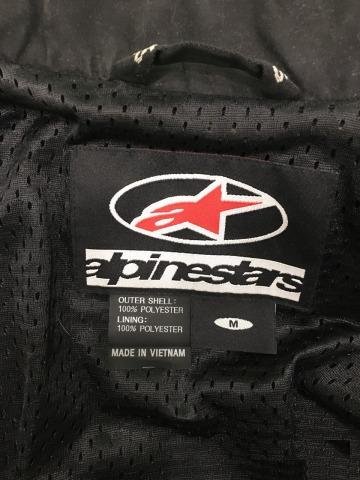 alpinestars
OUTER SHELL:
100% POLYESTER
LINING:
100% POLYESTER
M
MADE IN VIETNAM